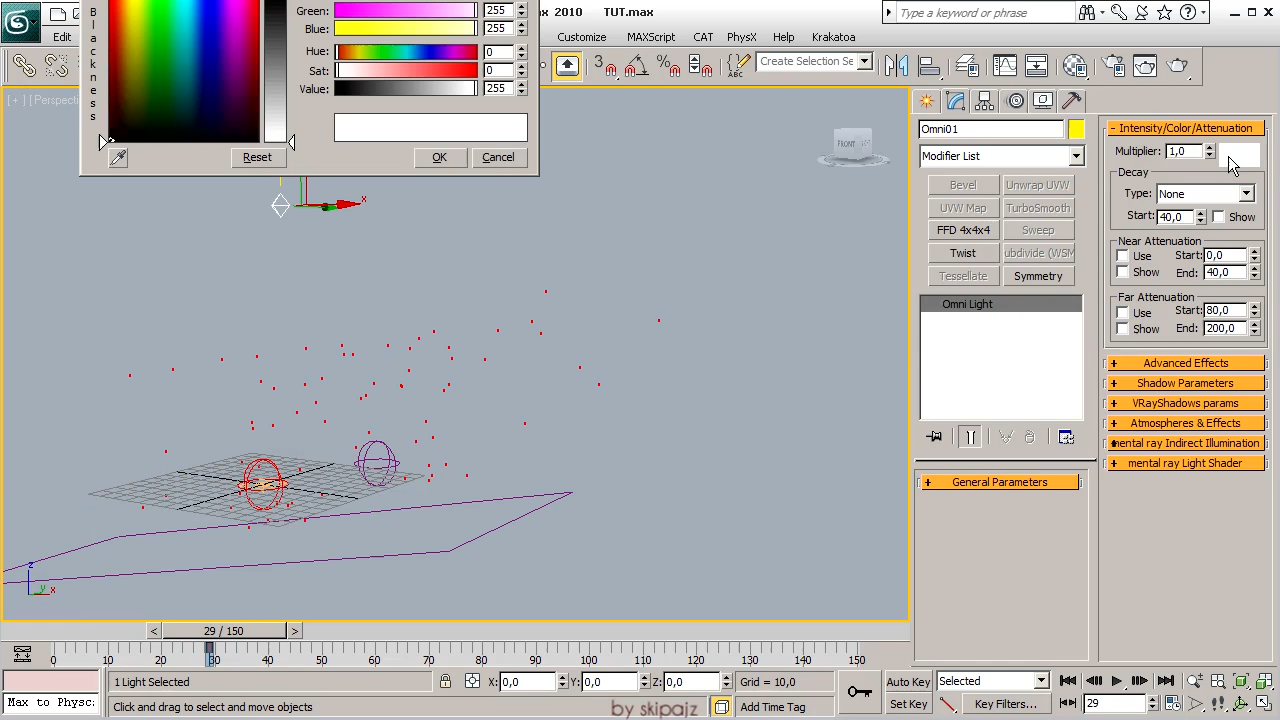 Green: 255
Blue: 255
Hue: 0
Sat: 0
Value: 255
Blackness
Reset
OK
Cancel
x 2010 TUT.max
Type a keyword or phrase
Edit
Customize
MAXScript
CAT
PhysX
Help
Krakatoa
3
%
ABC
Create Selection Se
[ + ] [ Perspecti
FRONT
x
Omni01
Modifier List
Bevel
Unwrap UVW
UVW Map
TurboSmooth
FFD 4x4x4
Sweep
Twist
ubdivide (WSM
Tessellate
Symmetry
Omni Light
+ General Parameters
- Intensity/Color/Attenuation
Multiplier: 1,0
Decay
Type: None
Start: 40,0 Show
Near Attenuation
Use Start: 0,0
Show End: 40,0
Far Attenuation
Use Start: 80,0
Show End: 200,0
+ Advanced Effects
+ Shadow Parameters
+ VRayShadows params
+ Atmospheres & Effects
+ mental ray Indirect Illumination
+ mental ray Light Shader
z
y
x
< 29 / 150 >
0 10 20 30 40 50 60 70 80 90 100 110 120 130 140 150
1 Light Selected
X: 0,0
Y: 0,0
Z: 0,0
Grid = 10,0
Auto Key
Selected
Max to Physc:
Click and drag to select and move objects
by skipajz
Add Time Tag
Set Key
Key Filters...
29